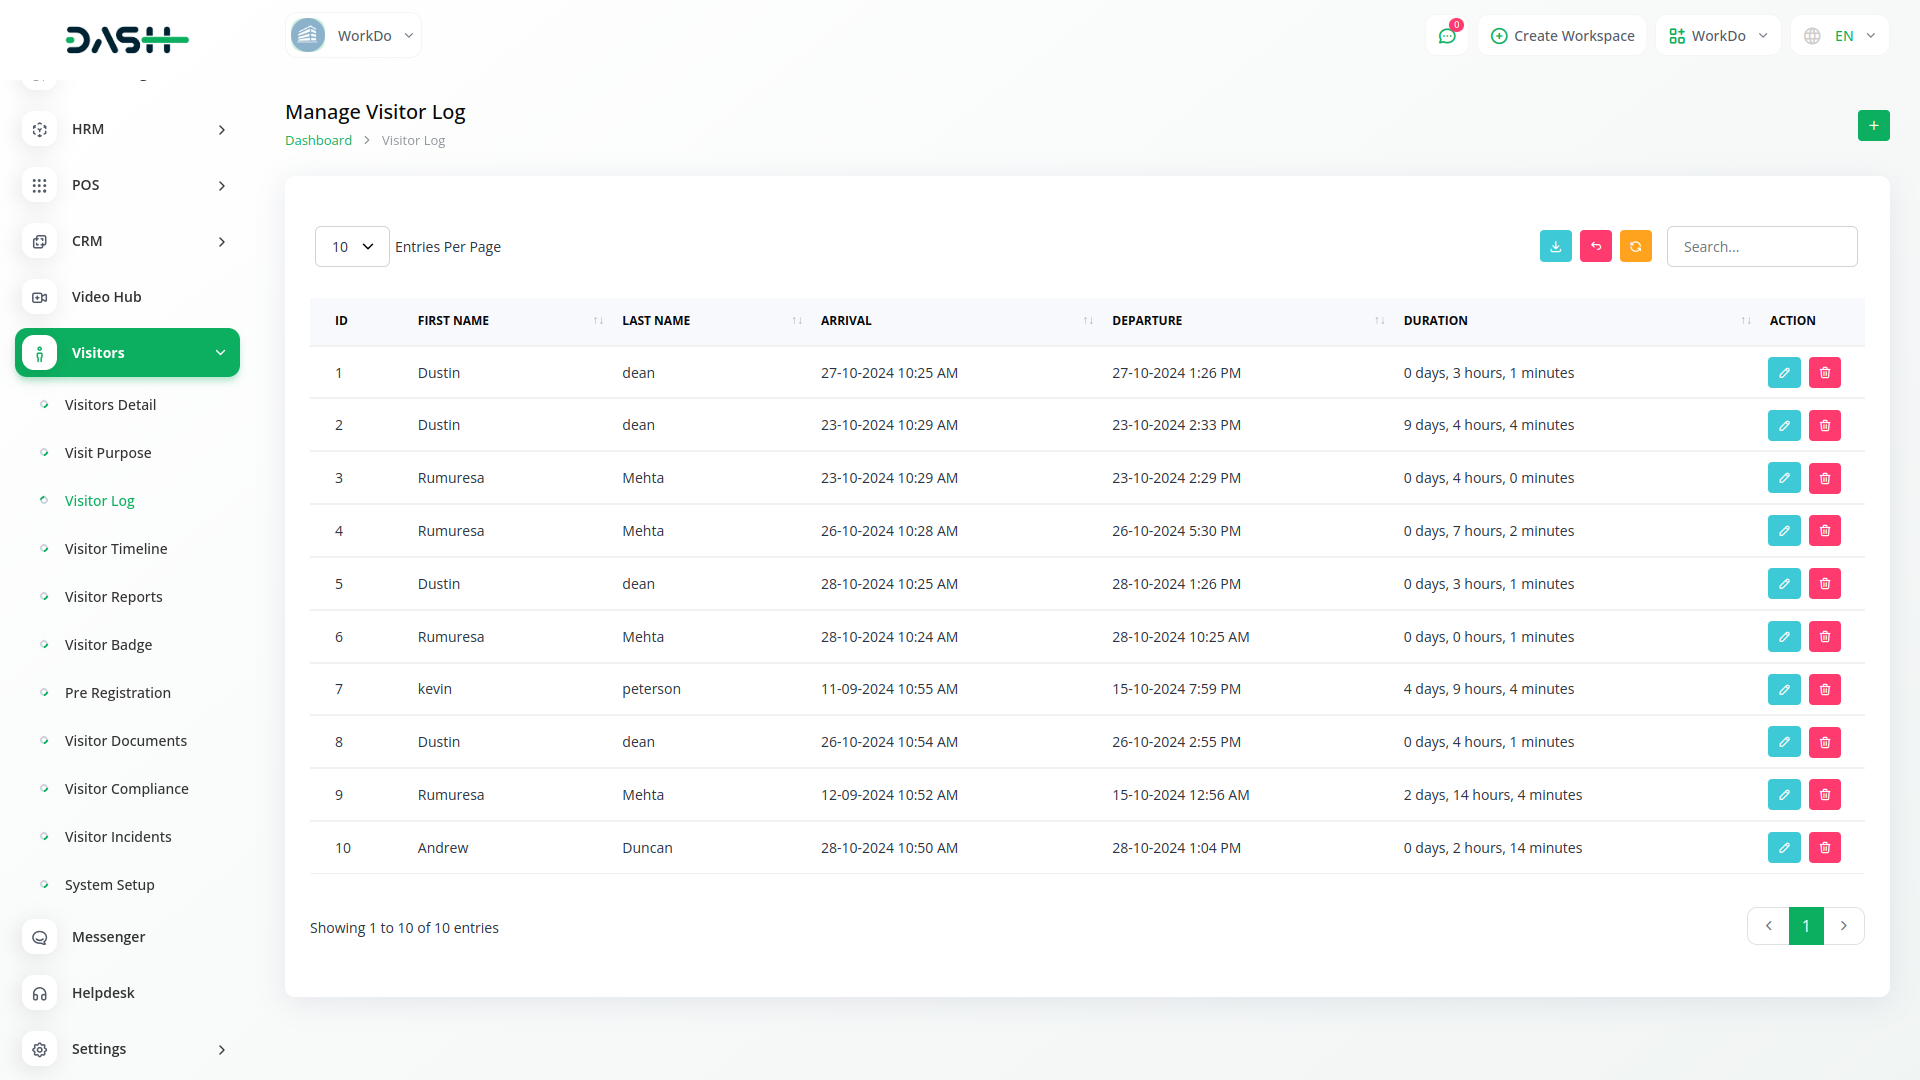 DASH
WorkDo
0
Create Workspace
WorkDo
EN
HRM
POS
CRM
Video Hub
Visitors
Visitors Detail
Visit Purpose
Visitor Log
Visitor Timeline
Visitor Reports
Visitor Badge
Pre Registration
Visitor Documents
Visitor Compliance
Visitor Incidents
System Setup
Messenger
Helpdesk
Settings
Manage Visitor Log
Dashboard > Visitor Log
10 Entries Per Page
Search...
ID FIRST NAME LAST NAME ARRIVAL DEPARTURE DURATION ACTION
1 Dustin dean 27-10-2024 10:25 AM 27-10-2024 1:26 PM 0 days, 3 hours, 1 minutes
2 Dustin dean 23-10-2024 10:29 AM 23-10-2024 2:33 PM 9 days, 4 hours, 4 minutes
3 Rumuresa Mehta 23-10-2024 10:29 AM 23-10-2024 2:29 PM 0 days, 4 hours, 0 minutes
4 Rumuresa Mehta 26-10-2024 10:28 AM 26-10-2024 5:30 PM 0 days, 7 hours, 2 minutes
5 Dustin dean 28-10-2024 10:25 AM 28-10-2024 1:26 PM 0 days, 3 hours, 1 minutes
6 Rumuresa Mehta 28-10-2024 10:24 AM 28-10-2024 10:25 AM 0 days, 0 hours, 1 minutes
7 kevin peterson 11-09-2024 10:55 AM 15-10-2024 7:59 PM 4 days, 9 hours, 4 minutes
8 Dustin dean 26-10-2024 10:54 AM 26-10-2024 2:55 PM 0 days, 4 hours, 1 minutes
9 Rumuresa Mehta 12-09-2024 10:52 AM 15-10-2024 12:56 AM 2 days, 14 hours, 4 minutes
10 Andrew Duncan 28-10-2024 10:50 AM 28-10-2024 1:04 PM 0 days, 2 hours, 14 minutes
Showing 1 to 10 of 10 entries
1